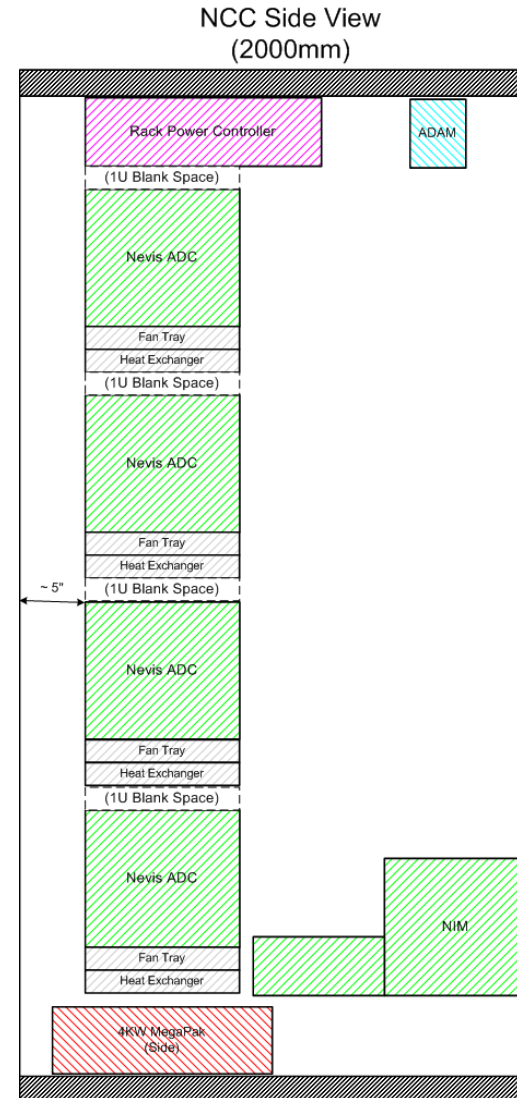 NCC Side View
(2000mm)
Rack Power Controller
ADAM
(1U Blank Space)
Nevis ADC
Fan Tray
Heat Exchanger
(1U Blank Space)
Nevis ADC
Fan Tray
Heat Exchanger
~ 5"
(1U Blank Space)
Nevis ADC
Fan Tray
Heat Exchanger
(1U Blank Space)
Nevis ADC
NIM
Fan Tray
Heat Exchanger
4KW MegaPak
(Side)